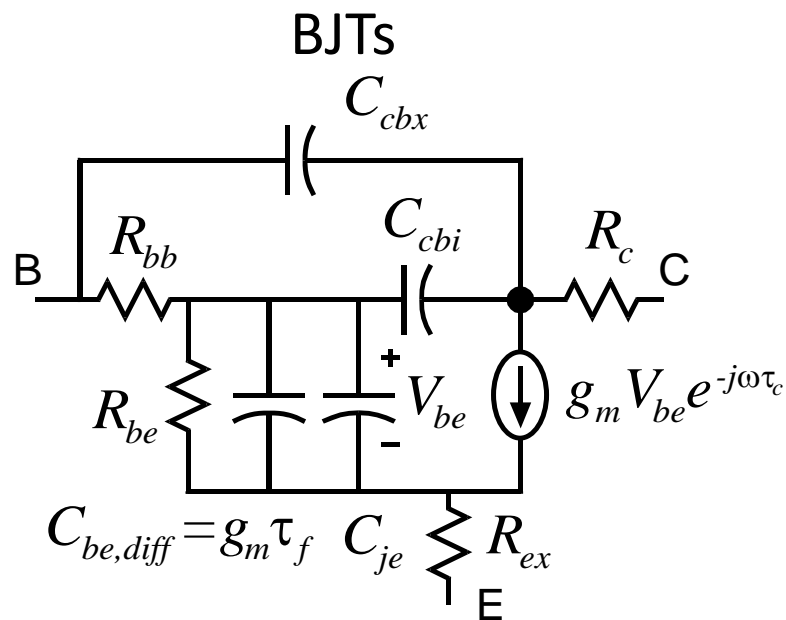 BJTs
C_cbx
C_cbi
R_bb
R_c
B
C
+
R_be
V_be
g_m V_be e^-jωτ_c
−
C_be,diff = g_m τ_f
C_je
R_ex
E